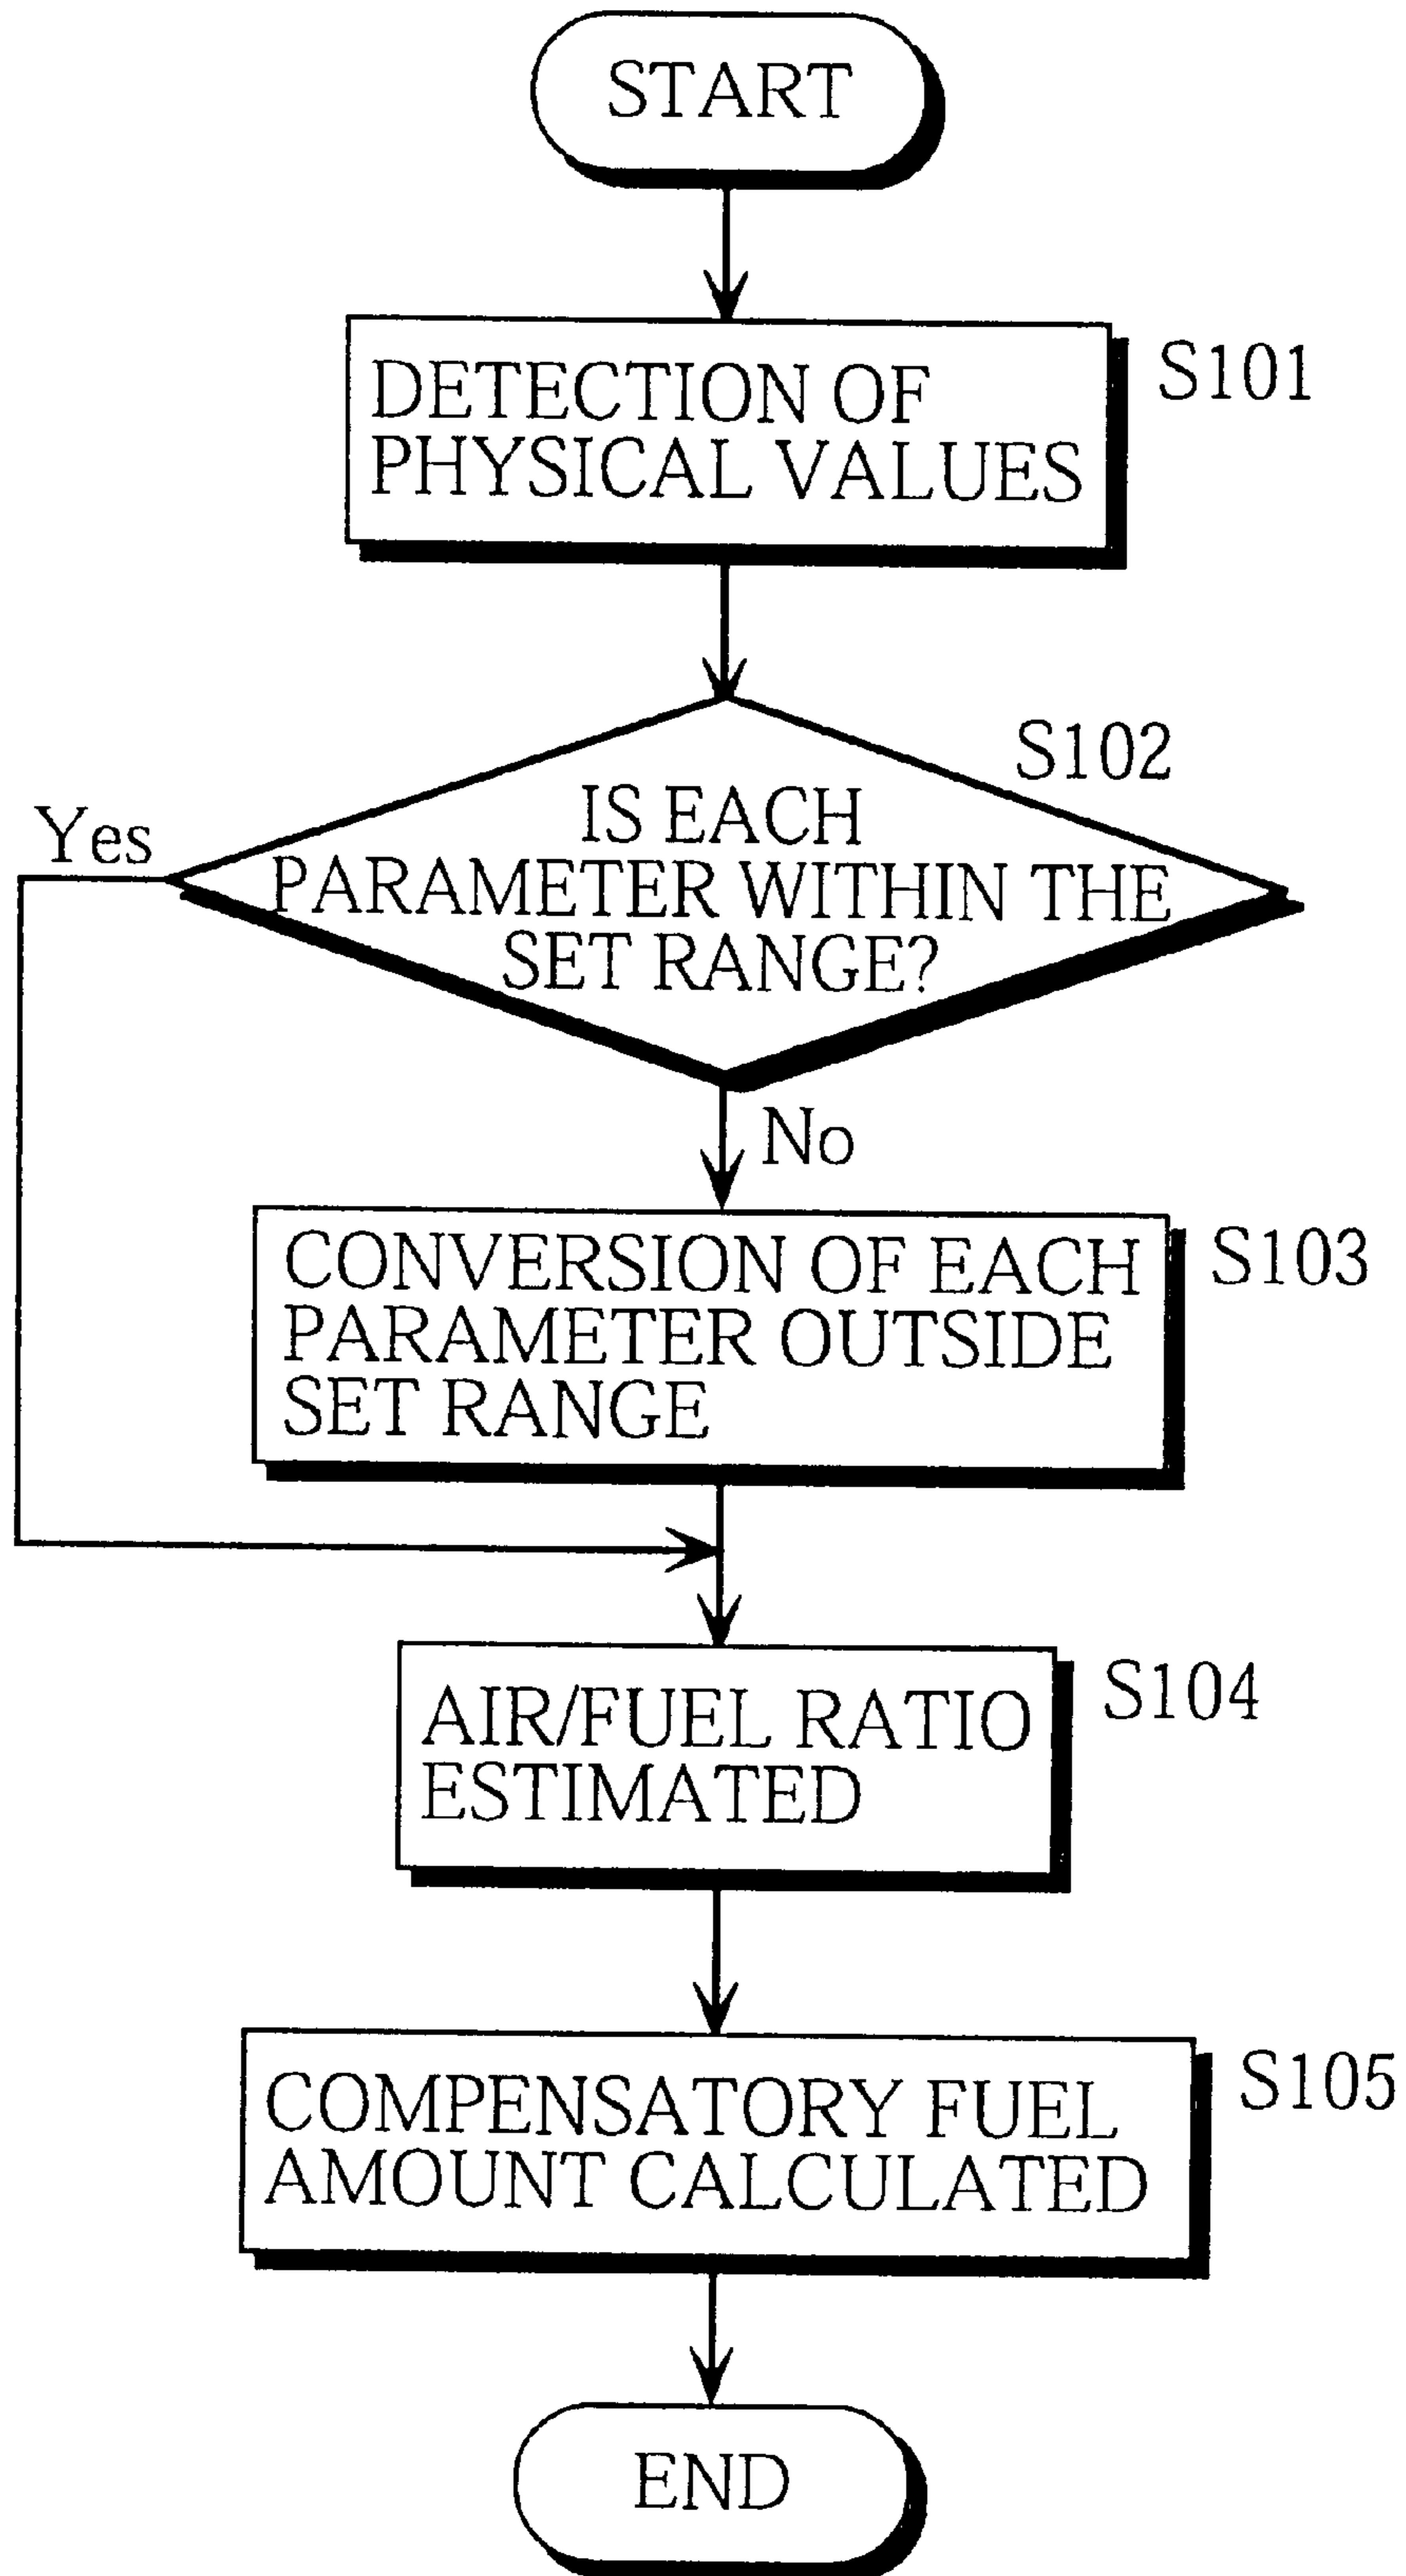 START
DETECTION OF
PHYSICAL VALUES
S101
S102
IS EACH
PARAMETER WITHIN THE
SET RANGE?
Yes
No
CONVERSION OF EACH
PARAMETER OUTSIDE
SET RANGE
S103
AIR/FUEL RATIO
ESTIMATED
S104
COMPENSATORY FUEL
AMOUNT CALCULATED
S105
END